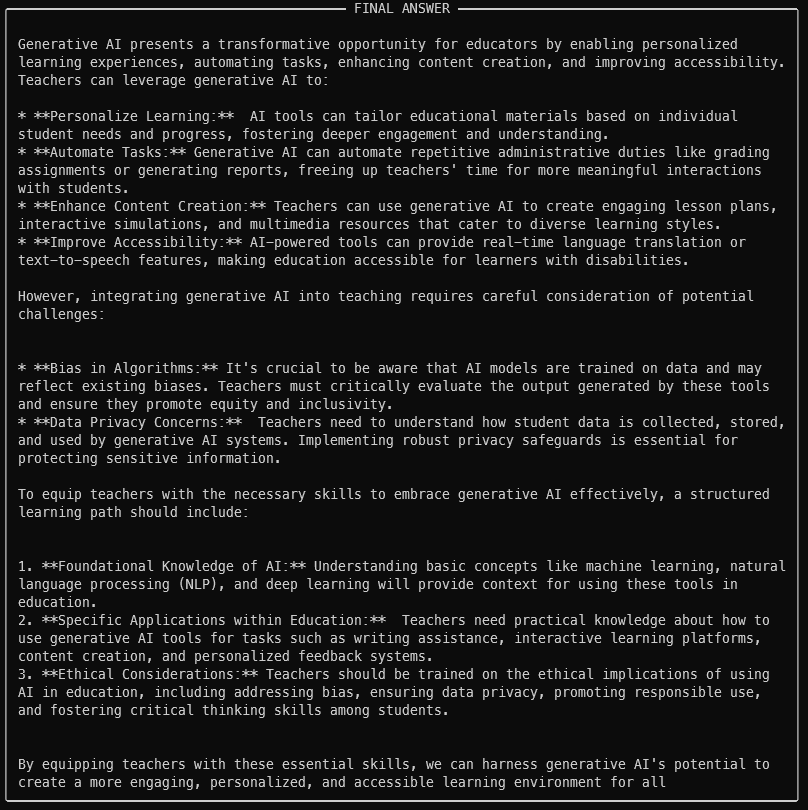 FINAL ANSWER
Generative AI presents a transformative opportunity for educators by enabling personalized
learning experiences, automating tasks, enhancing content creation, and improving accessibility.
Teachers can leverage generative AI to:
* **Personalize Learning:**  AI tools can tailor educational materials based on individual
student needs and progress, fostering deeper engagement and understanding.
* **Automate Tasks:** Generative AI can automate repetitive administrative duties like grading
assignments or generating reports, freeing up teachers' time for more meaningful interactions
with students.
* **Enhance Content Creation:** Teachers can use generative AI to create engaging lesson plans,
interactive simulations, and multimedia resources that cater to diverse learning styles.
* **Improve Accessibility:** AI-powered tools can provide real-time language translation or
text-to-speech features, making education accessible for learners with disabilities.
However, integrating generative AI into teaching requires careful consideration of potential
challenges:
* **Bias in Algorithms:** It's crucial to be aware that AI models are trained on data and may
reflect existing biases. Teachers must critically evaluate the output generated by these tools
and ensure they promote equity and inclusivity.
* **Data Privacy Concerns:**  Teachers need to understand how student data is collected, stored,
and used by generative AI systems. Implementing robust privacy safeguards is essential for
protecting sensitive information.
To equip teachers with the necessary skills to embrace generative AI effectively, a structured
learning path should include:
1. **Foundational Knowledge of AI:** Understanding basic concepts like machine learning, natural
language processing (NLP), and deep learning will provide context for using these tools in
education.
2. **Specific Applications within Education:**  Teachers need practical knowledge about how to
use generative AI tools for tasks such as writing assistance, interactive learning platforms,
content creation, and personalized feedback systems.
3. **Ethical Considerations:** Teachers should be trained on the ethical implications of using
AI in education, including addressing bias, ensuring data privacy, promoting responsible use,
and fostering critical thinking skills among students.
By equipping teachers with these essential skills, we can harness generative AI's potential to
create a more engaging, personalized, and accessible learning environment for all